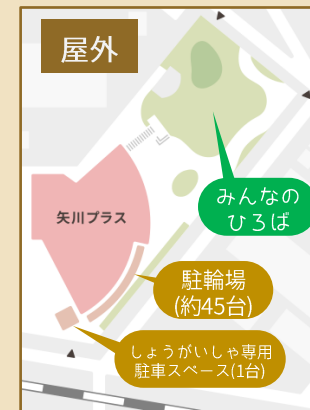 屋外
みんなの
ひろば
矢川プラス
駐輪場
(約45台)
しょうがいしゃ専用
駐車スペース(1台)